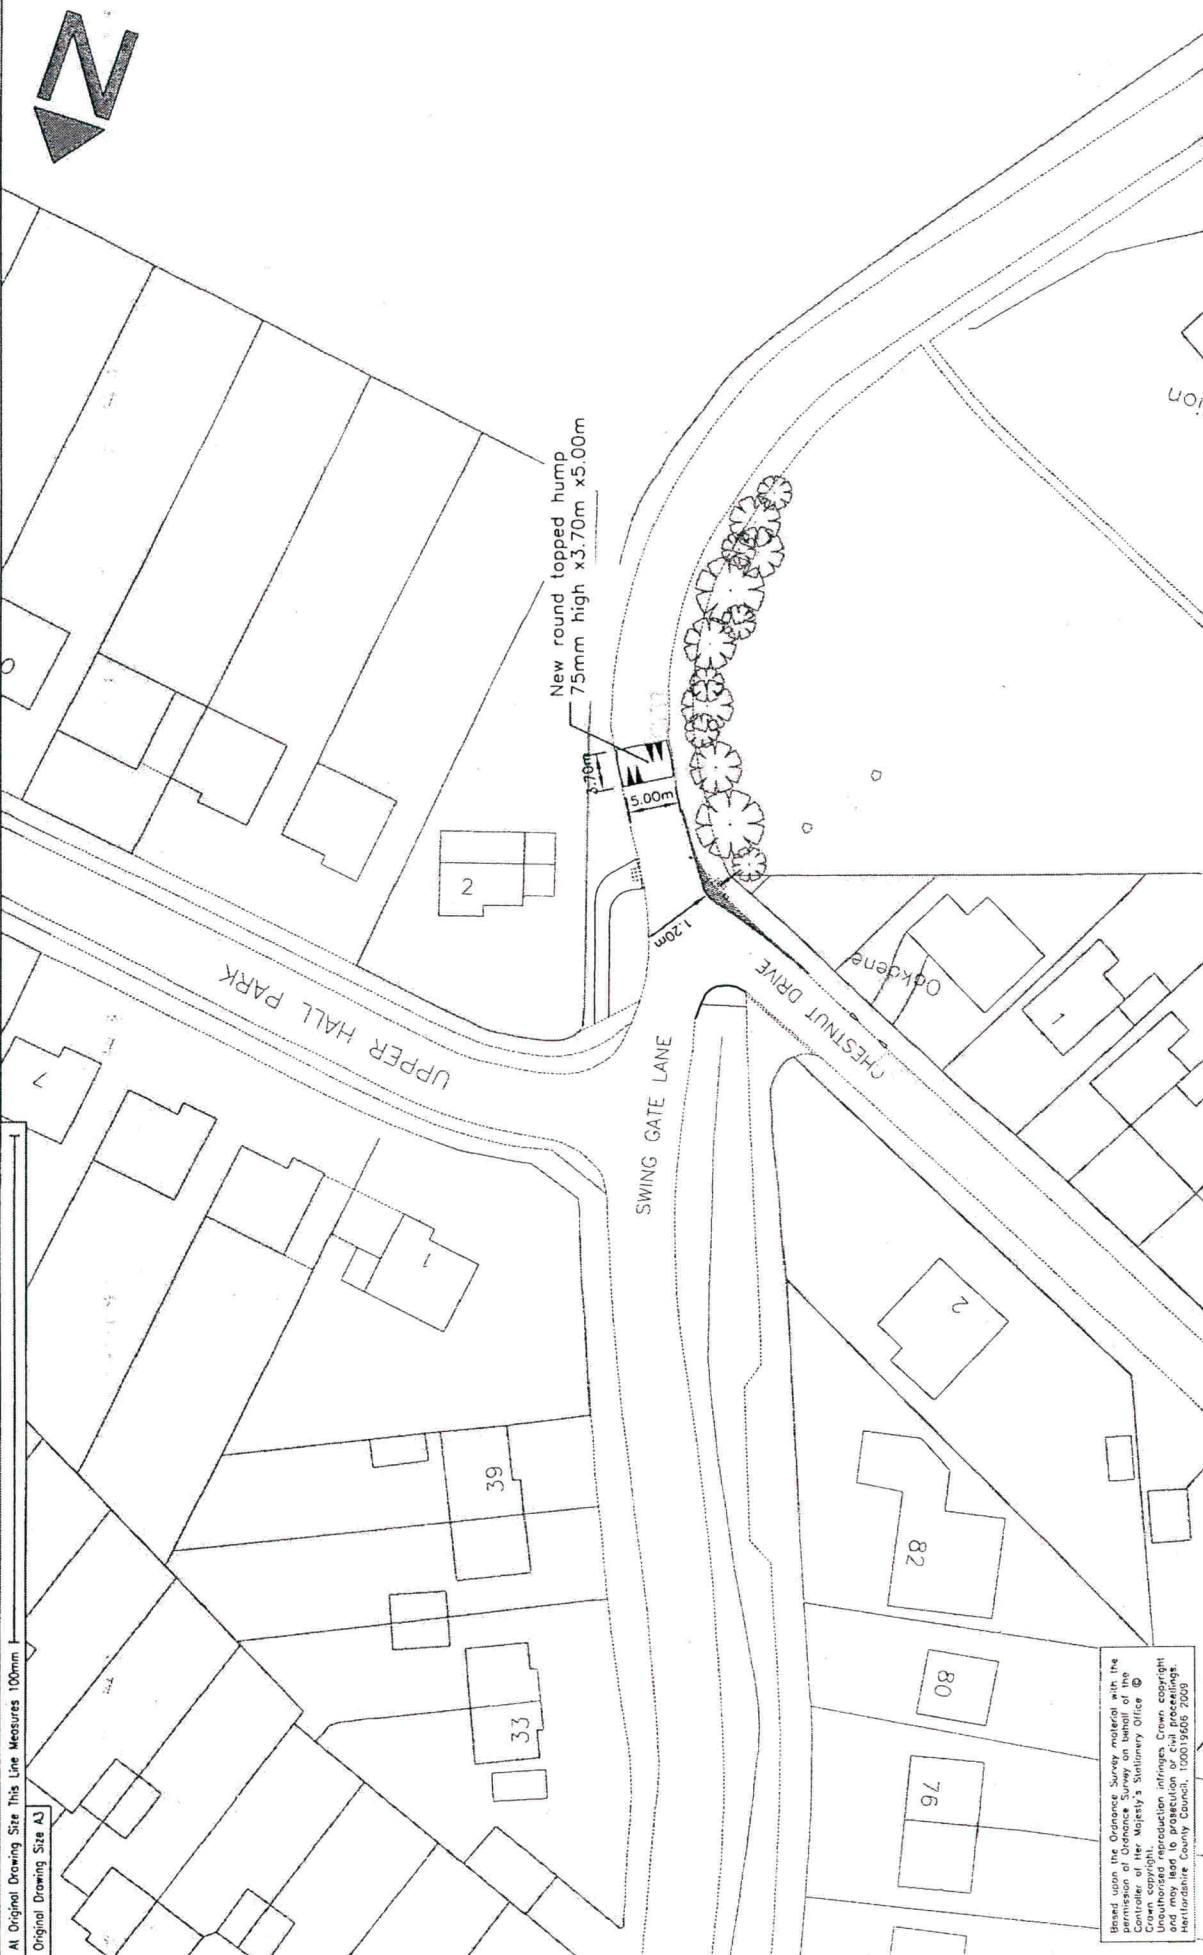 At Original Drawing Size This Line Measures 100mm
Original Drawing Size A3
N
New round topped hump
75mm high x3.70m x5.00m
3.70m
5.00m
1.20m
UPPER HALL PARK
SWING GATE LANE
CHESTNUT DRIVE
Oakdene
0
2
7
1
1
2
39
33
82
80
76
ion
Based upon the Ordnance Survey material with the
permission of Ordnance Survey on behalf of the
Controller of Her Majesty's Stationery Office ©
Crown copyright.
Unauthorised reproduction infringes Crown copyright
and may lead to prosecution or civil proceedings.
Hertfordshire County Council. 100019606 2009